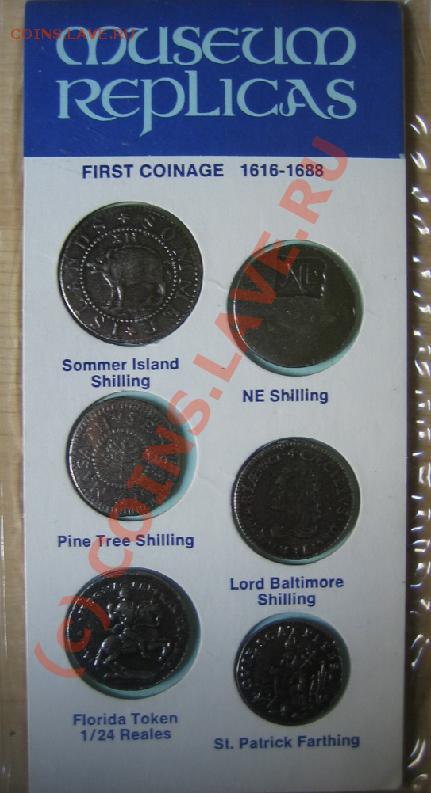 COINS.LAVE.RU
MUSEUM
REPLICAS
FIRST COINAGE 1616-1688
Sommer Island
Shilling
NE Shilling
Pine Tree Shilling
Lord Baltimore
Shilling
Florida Token
1/24 Reales
St. Patrick Farthing
(C) COINS.LAVE.RU